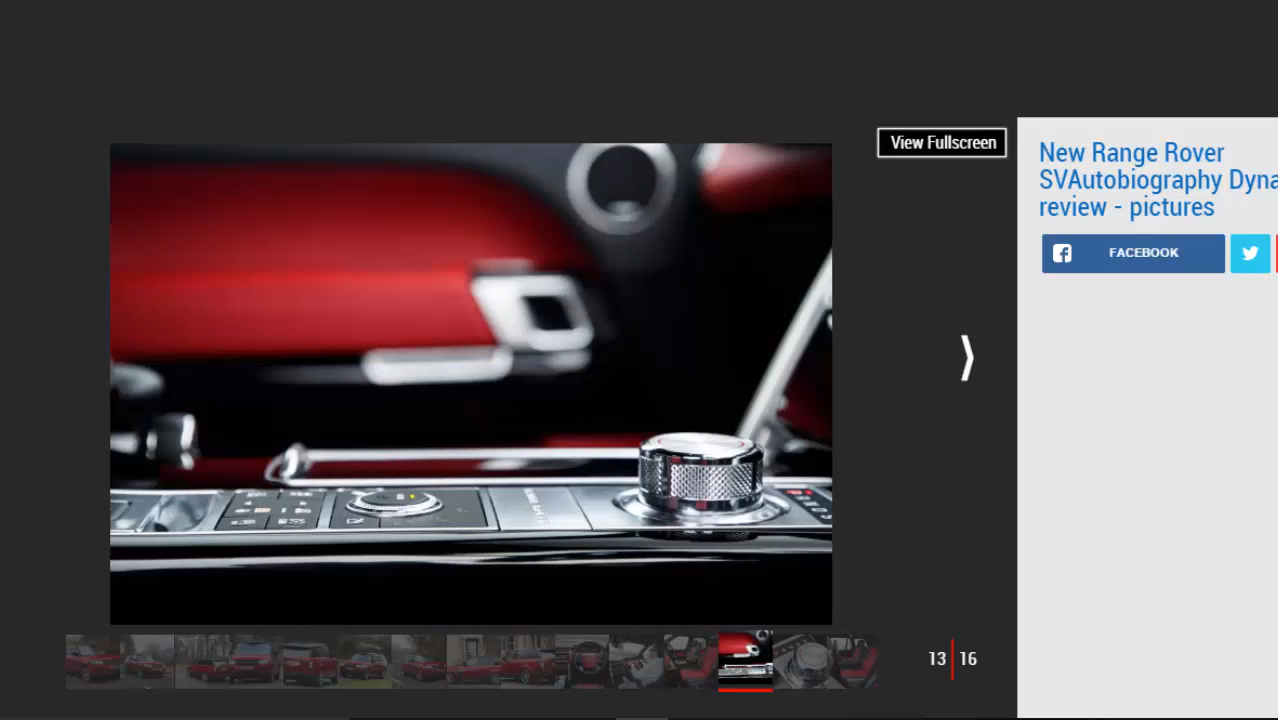 View Fullscreen
New Range Rover
SVAutobiography Dyna
review - pictures
FACEBOOK
13 16